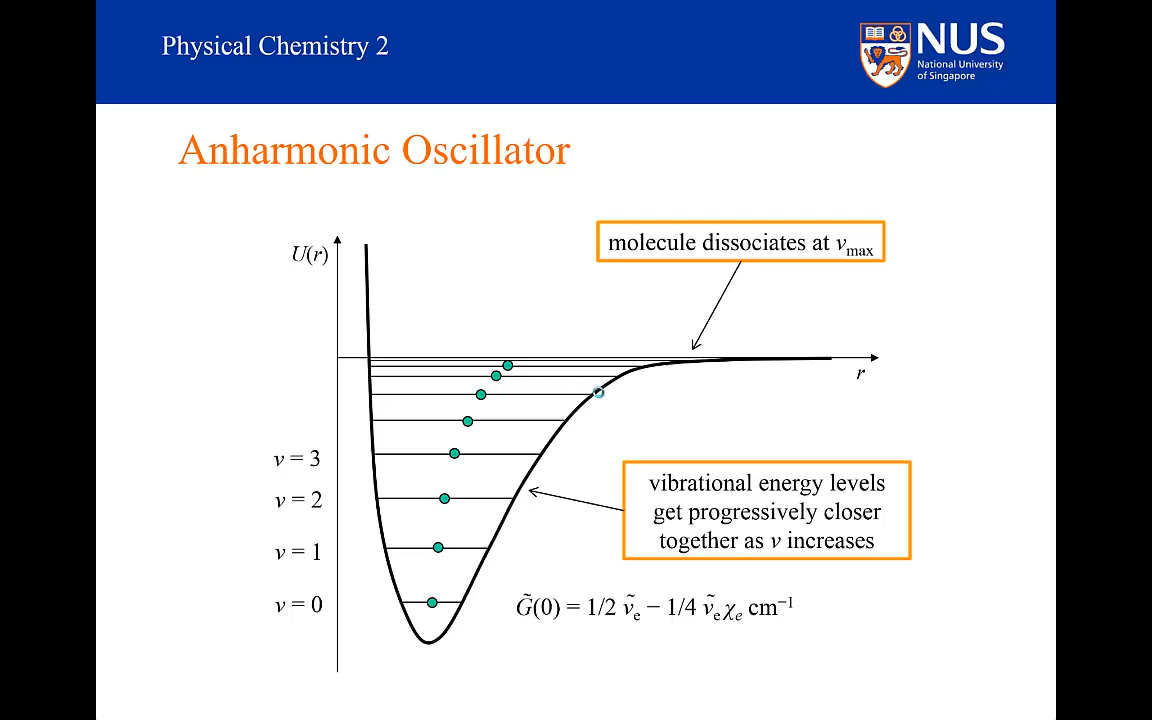 Physical Chemistry 2
NUS
National University
of Singapore
Anharmonic Oscillator
molecule dissociates at vmax
U(r)
r
v = 3
v = 2
v = 1
v = 0
vibrational energy levels
get progressively closer
together as v increases
G̃(0) = 1/2 ṽe − 1/4 ṽeχe cm⁻¹